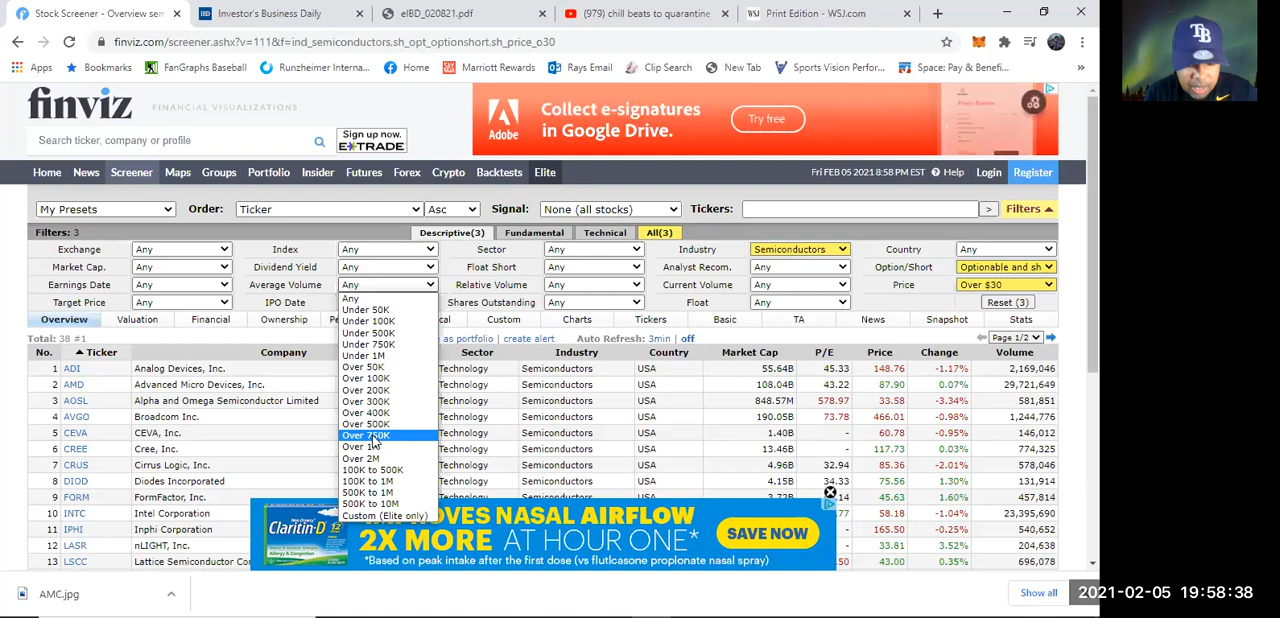 Stock Screener - Overview sem
Investor's Business Daily
eIBD_020821.pdf
(979) chill beats to quarantine
Print Edition - WSJ.com
finviz.com/screener.ashx?v=111&f=ind_semiconductors,sh_opt_optionshort,sh_price_o30
Apps Bookmarks FanGraphs Baseball Runzheimer Interna... Home Marriott Rewards Rays Email Clip Search New Tab Sports Vision Perfor... Space: Pay & Benefi... »
finviz FINANCIAL VISUALIZATIONS
Search ticker, company or profile
Sign up now.
E*TRADE
Adobe
Collect e-signatures
in Google Drive.
Try free
Home News Screener Maps Groups Portfolio Insider Futures Forex Crypto Backtests Elite Fri FEB 05 2021 8:58 PM EST Help Login Register
My Presets Order: Ticker Asc Signal: None (all stocks) Tickers: > Filters
Filters: 3 Descriptive(3) Fundamental Technical All(3)
Exchange Any Index Any Sector Any Industry Semiconductors Country Any
Market Cap. Any Dividend Yield Any Float Short Any Analyst Recom. Any Option/Short Optionable and sh
Earnings Date Any Average Volume Any Relative Volume Any Current Volume Any Price Over $30
Target Price Any IPO Date Shares Outstanding Any Float Any Reset (3)
Any
Under 50K
Under 100K
Under 500K
Under 750K
Under 1M
Over 50K
Over 100K
Over 200K
Over 300K
Over 400K
Over 500K
Over 750K
Over
Over 2M
100K to 500K
100K to 1M
500K to 1M
500K to 10M
Custom (Elite only)
Overview Valuation Financial Ownership Custom Charts Tickers Basic TA News Snapshot Stats
Total: 38 #1 as portfolio create alert Auto Refresh: 3min off Page 1/2
No. Ticker Company Sector Industry Country Market Cap P/E Price Change Volume
1 ADI Analog Devices, Inc. Technology Semiconductors USA 55.64B 45.33 148.76 -1.17% 2,169,046
2 AMD Advanced Micro Devices, Inc. Technology Semiconductors USA 108.04B 43.22 87.90 0.07% 29,721,649
3 AOSL Alpha and Omega Semiconductor Limited Technology Semiconductors USA 848.57M 578.97 33.58 -3.34% 581,851
4 AVGO Broadcom Inc. Technology Semiconductors USA 190.05B 73.78 466.01 -0.98% 1,244,776
5 CEVA CEVA, Inc. Technology Semiconductors USA 1.40B - 60.78 -0.95% 146,012
6 CREE Cree, Inc. Technology Semiconductors USA 13.46B - 117.73 0.03%
7 CRUS Cirrus Logic, Inc. Technology Semiconductors USA 4.96B 32.94 85.36 -2.01% 578,046
8 DIOD Diodes Incorporated Technology Semiconductors USA 4.15B 34.33 75.56 1.30% 131,914
9 FORM FormFactor, Inc. Technology Semiconductors USA 45.63 1.60% 457,814
10 INTC Intel Corporation 58.18 -1.04% 23,395,690
11 IPHI Inphi Corporation 165.50 -0.25% 540,652
12 LASR nLIGHT, Inc. 33.81 3.52% 204,638
13 LSCC Lattice Semiconductor Cor .50 43.00 0.35% 696,078
Claritin-D
NASAL AIRFLOW
2X MORE AT HOUR ONE*
*Based on peak intake after the first dose (vs flutlcasone proplonate nasal spray)
SAVE NOW
AMC.jpg
Show all
2021-02-05 19:58:38
TB